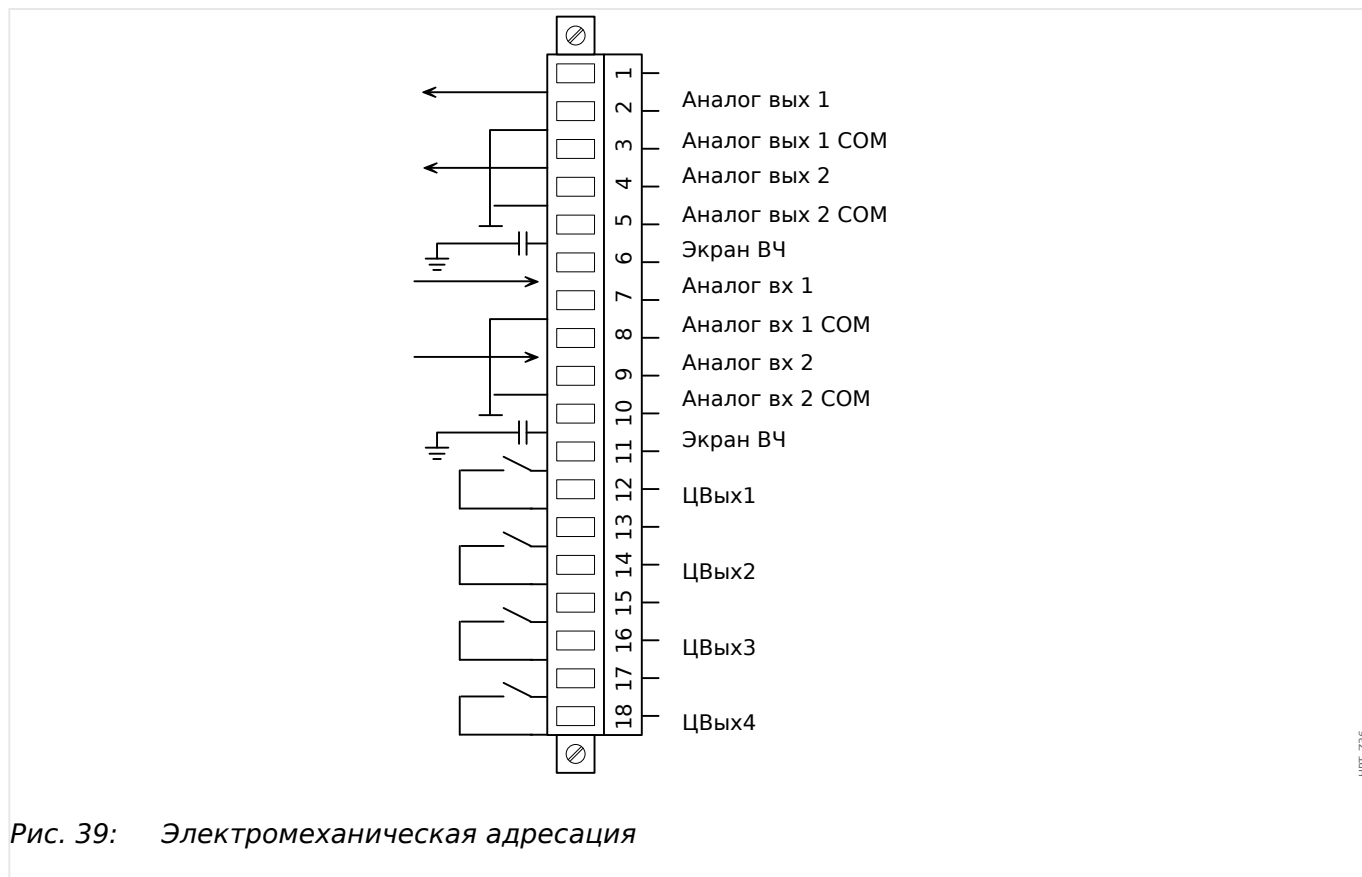 1
2
Аналог вых 1
3
Аналог вых 1 COM
4
Аналог вых 2
5
Аналог вых 2 COM
6
Экран ВЧ
7
Аналог вх 1
8
Аналог вх 1 COM
9
Аналог вх 2
10
Аналог вх 2 COM
11
Экран ВЧ
12
ЦВых1
13
14
ЦВых2
15
16
ЦВых3
17
18
ЦВых4
Рис. 39: Электромеханическая адресация